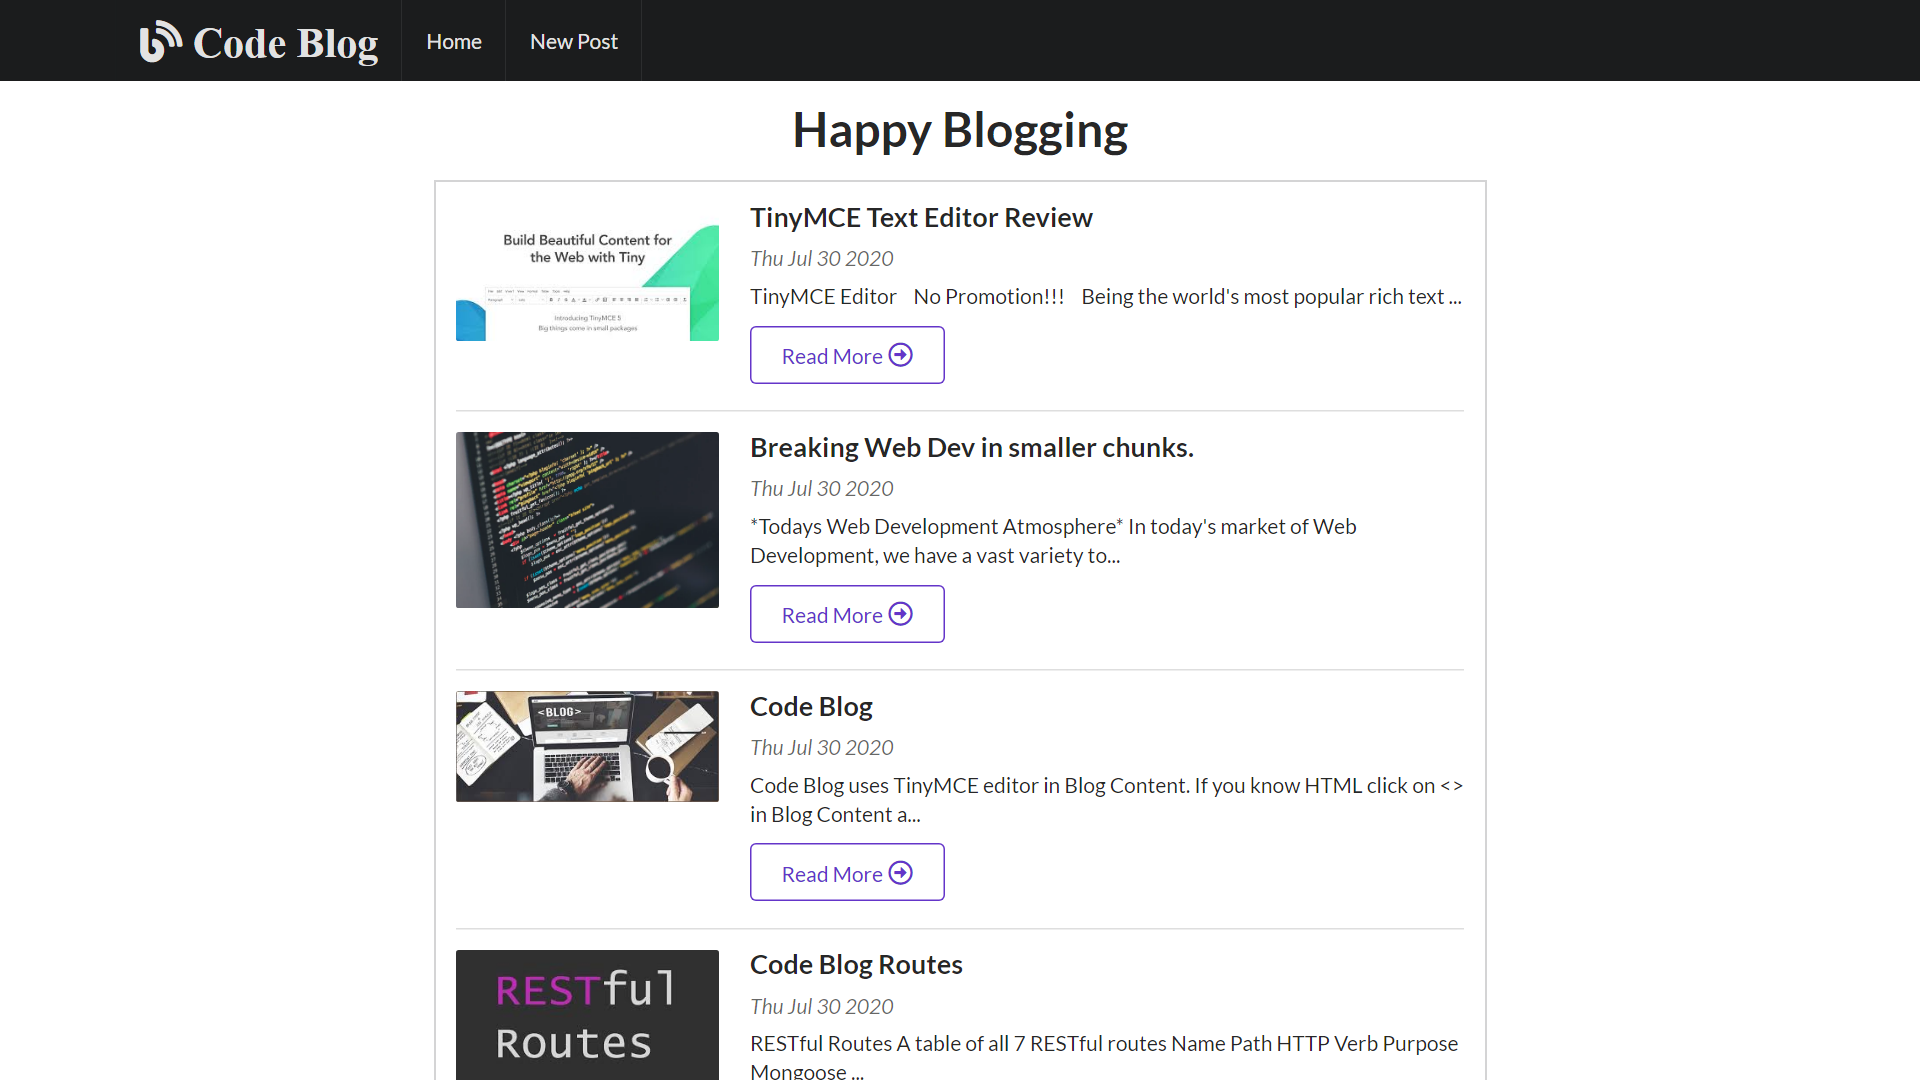 Code Blog
Home
New Post
Happy Blogging
Build Beautiful Content for
the Web with Tiny
Introducing TinyMCE 5
Big things come in small packages
TinyMCE Text Editor Review
Thu Jul 30 2020
TinyMCE Editor No Promotion!!! Being the world's most popular rich text ...
Read More
Breaking Web Dev in smaller chunks.
Thu Jul 30 2020
*Todays Web Development Atmosphere* In today's market of Web
Development, we have a vast variety to...
Read More
<BLOG>
Code Blog
Thu Jul 30 2020
Code Blog uses TinyMCE editor in Blog Content. If you know HTML click on <>
in Blog Content a...
Read More
RESTful
Routes
Code Blog Routes
Thu Jul 30 2020
RESTful Routes A table of all 7 RESTful routes Name Path HTTP Verb Purpose
Mongoose ...